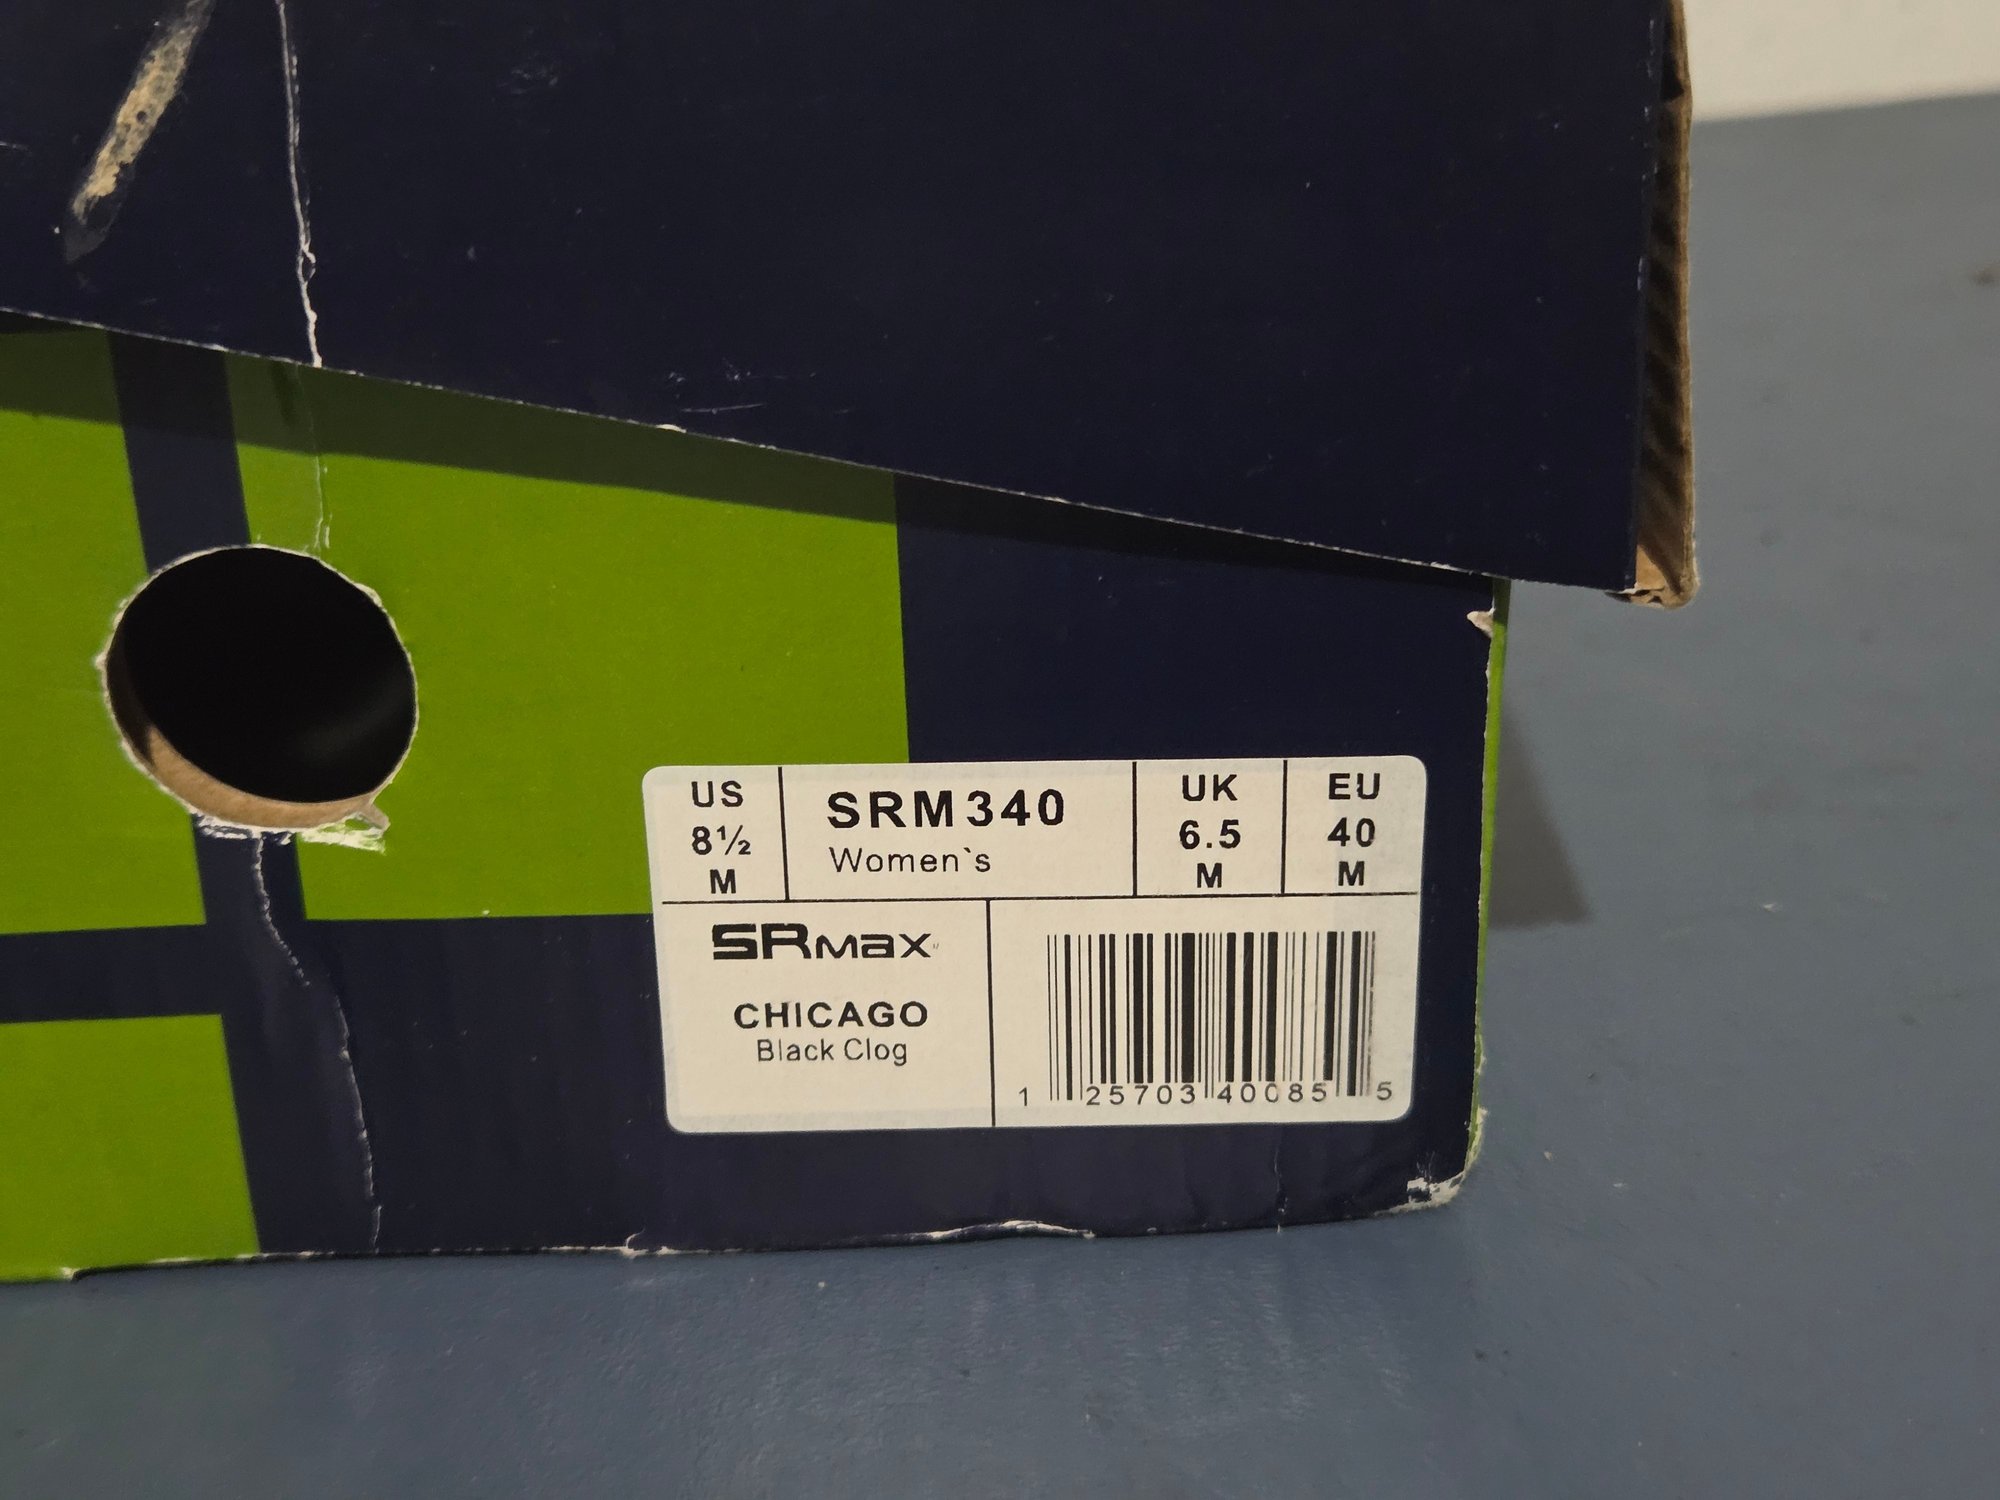 US
8½
M
SRM340
Women`s
UK
6.5
M
EU
40
M
SRMAX
CHICAGO
Black Clog
1 25703 40085 5